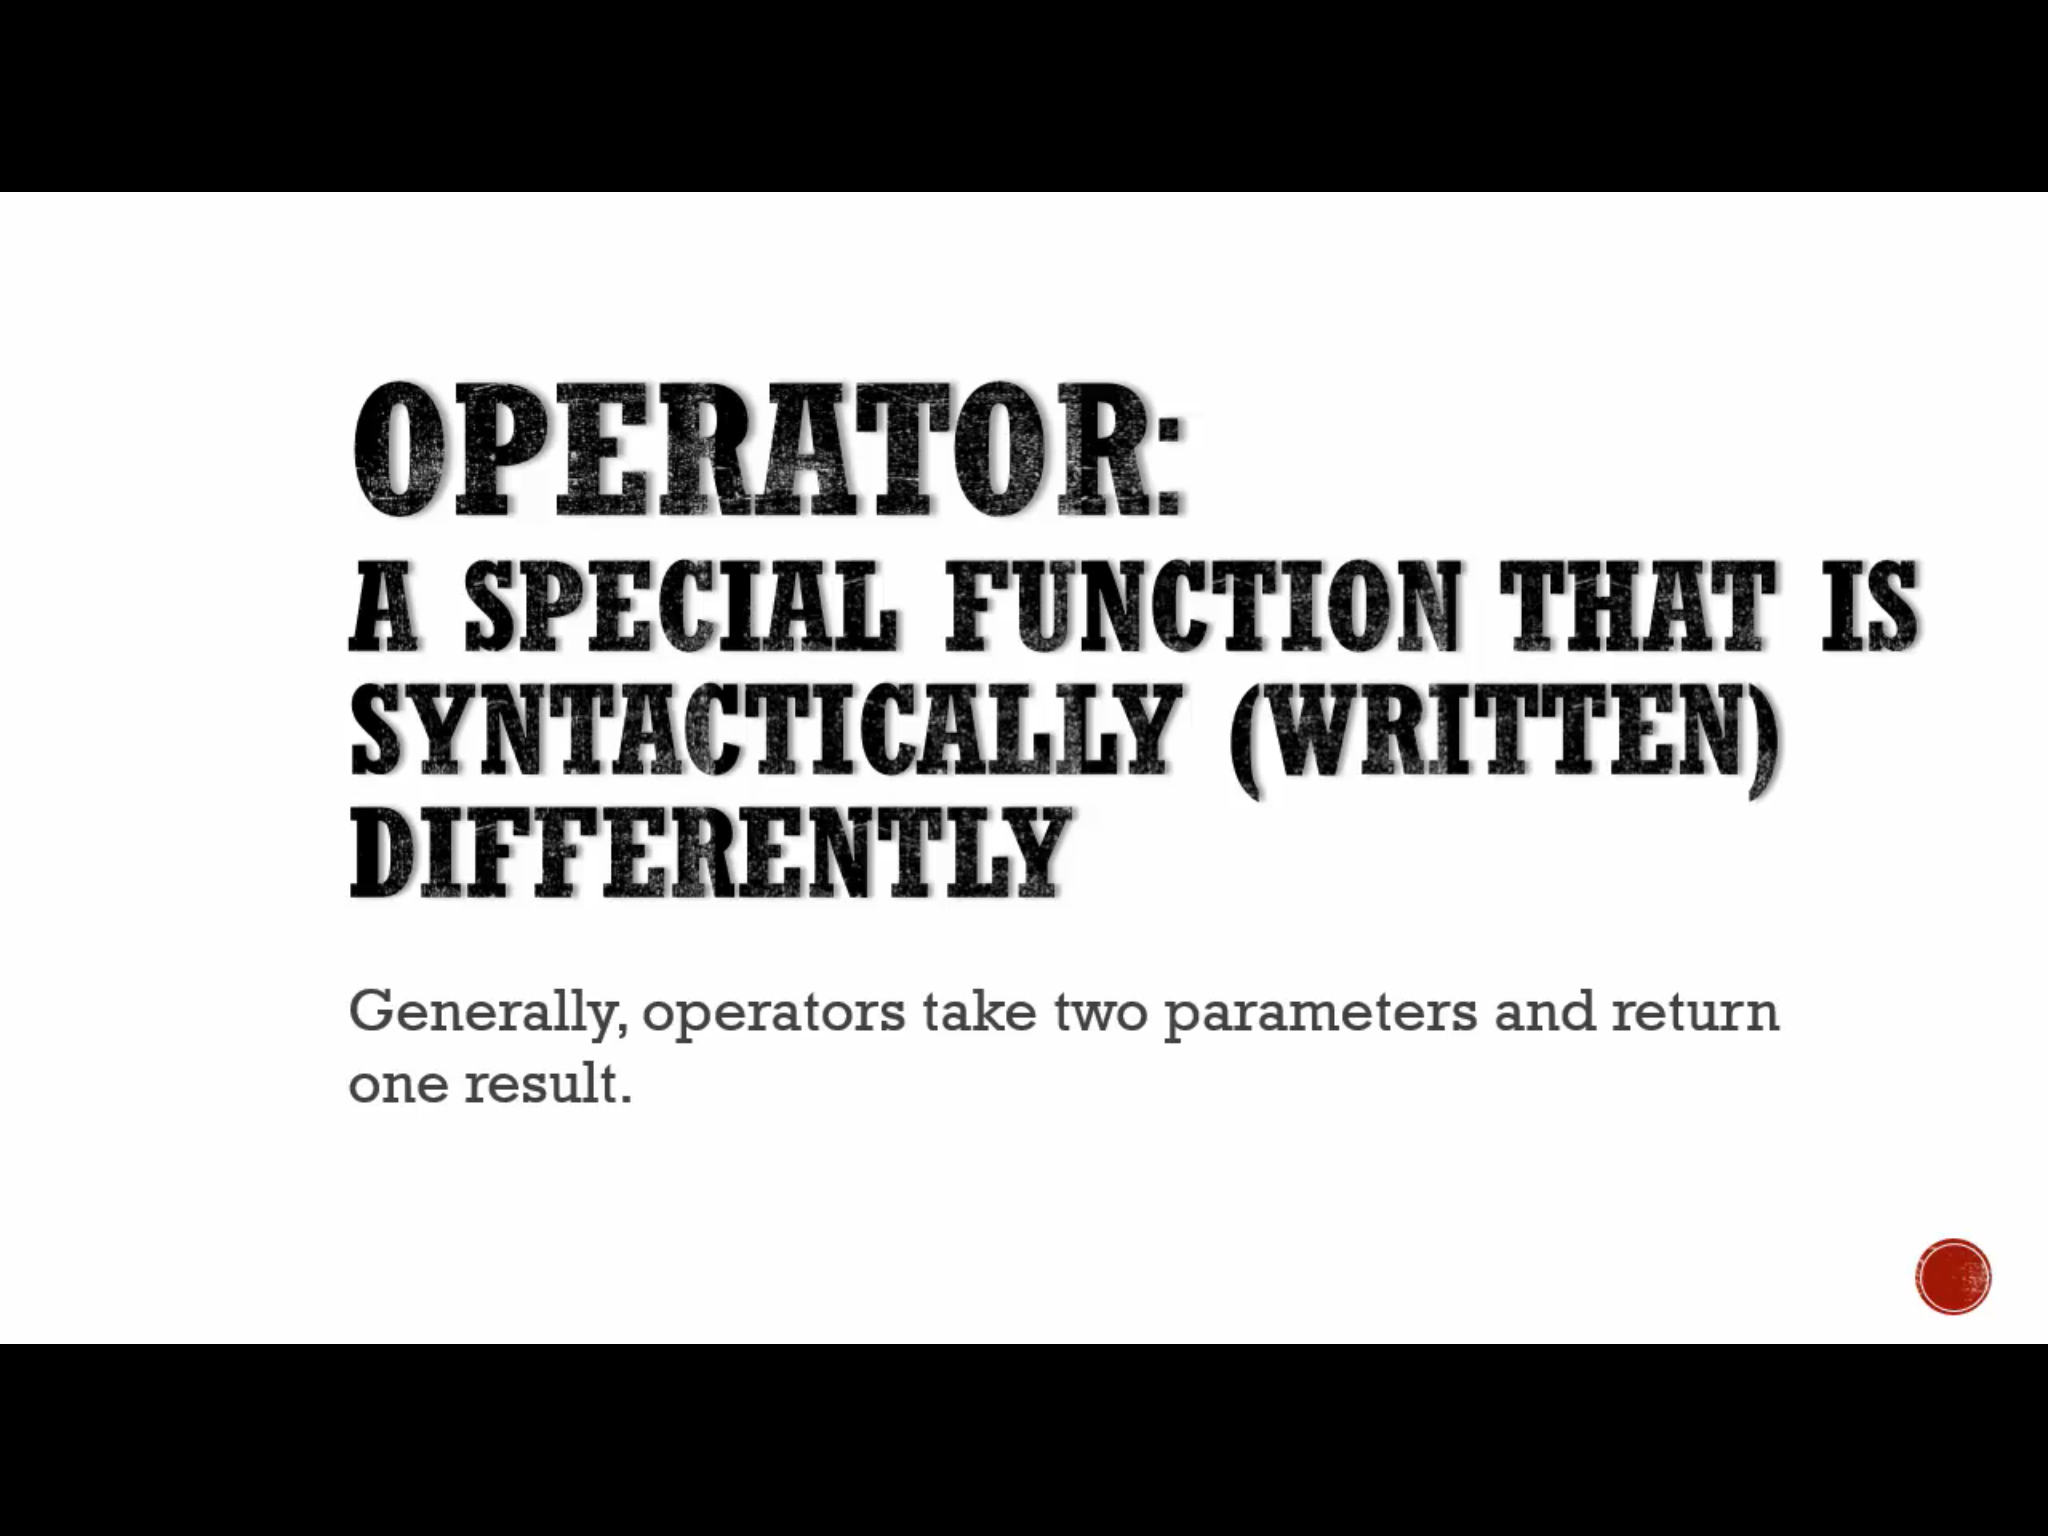 OPERATOR:
A SPECIAL FUNCTION THAT IS
SYNTACTICALLY (WRITTEN)
DIFFERENTLY
Generally, operators take two parameters and return
one result.